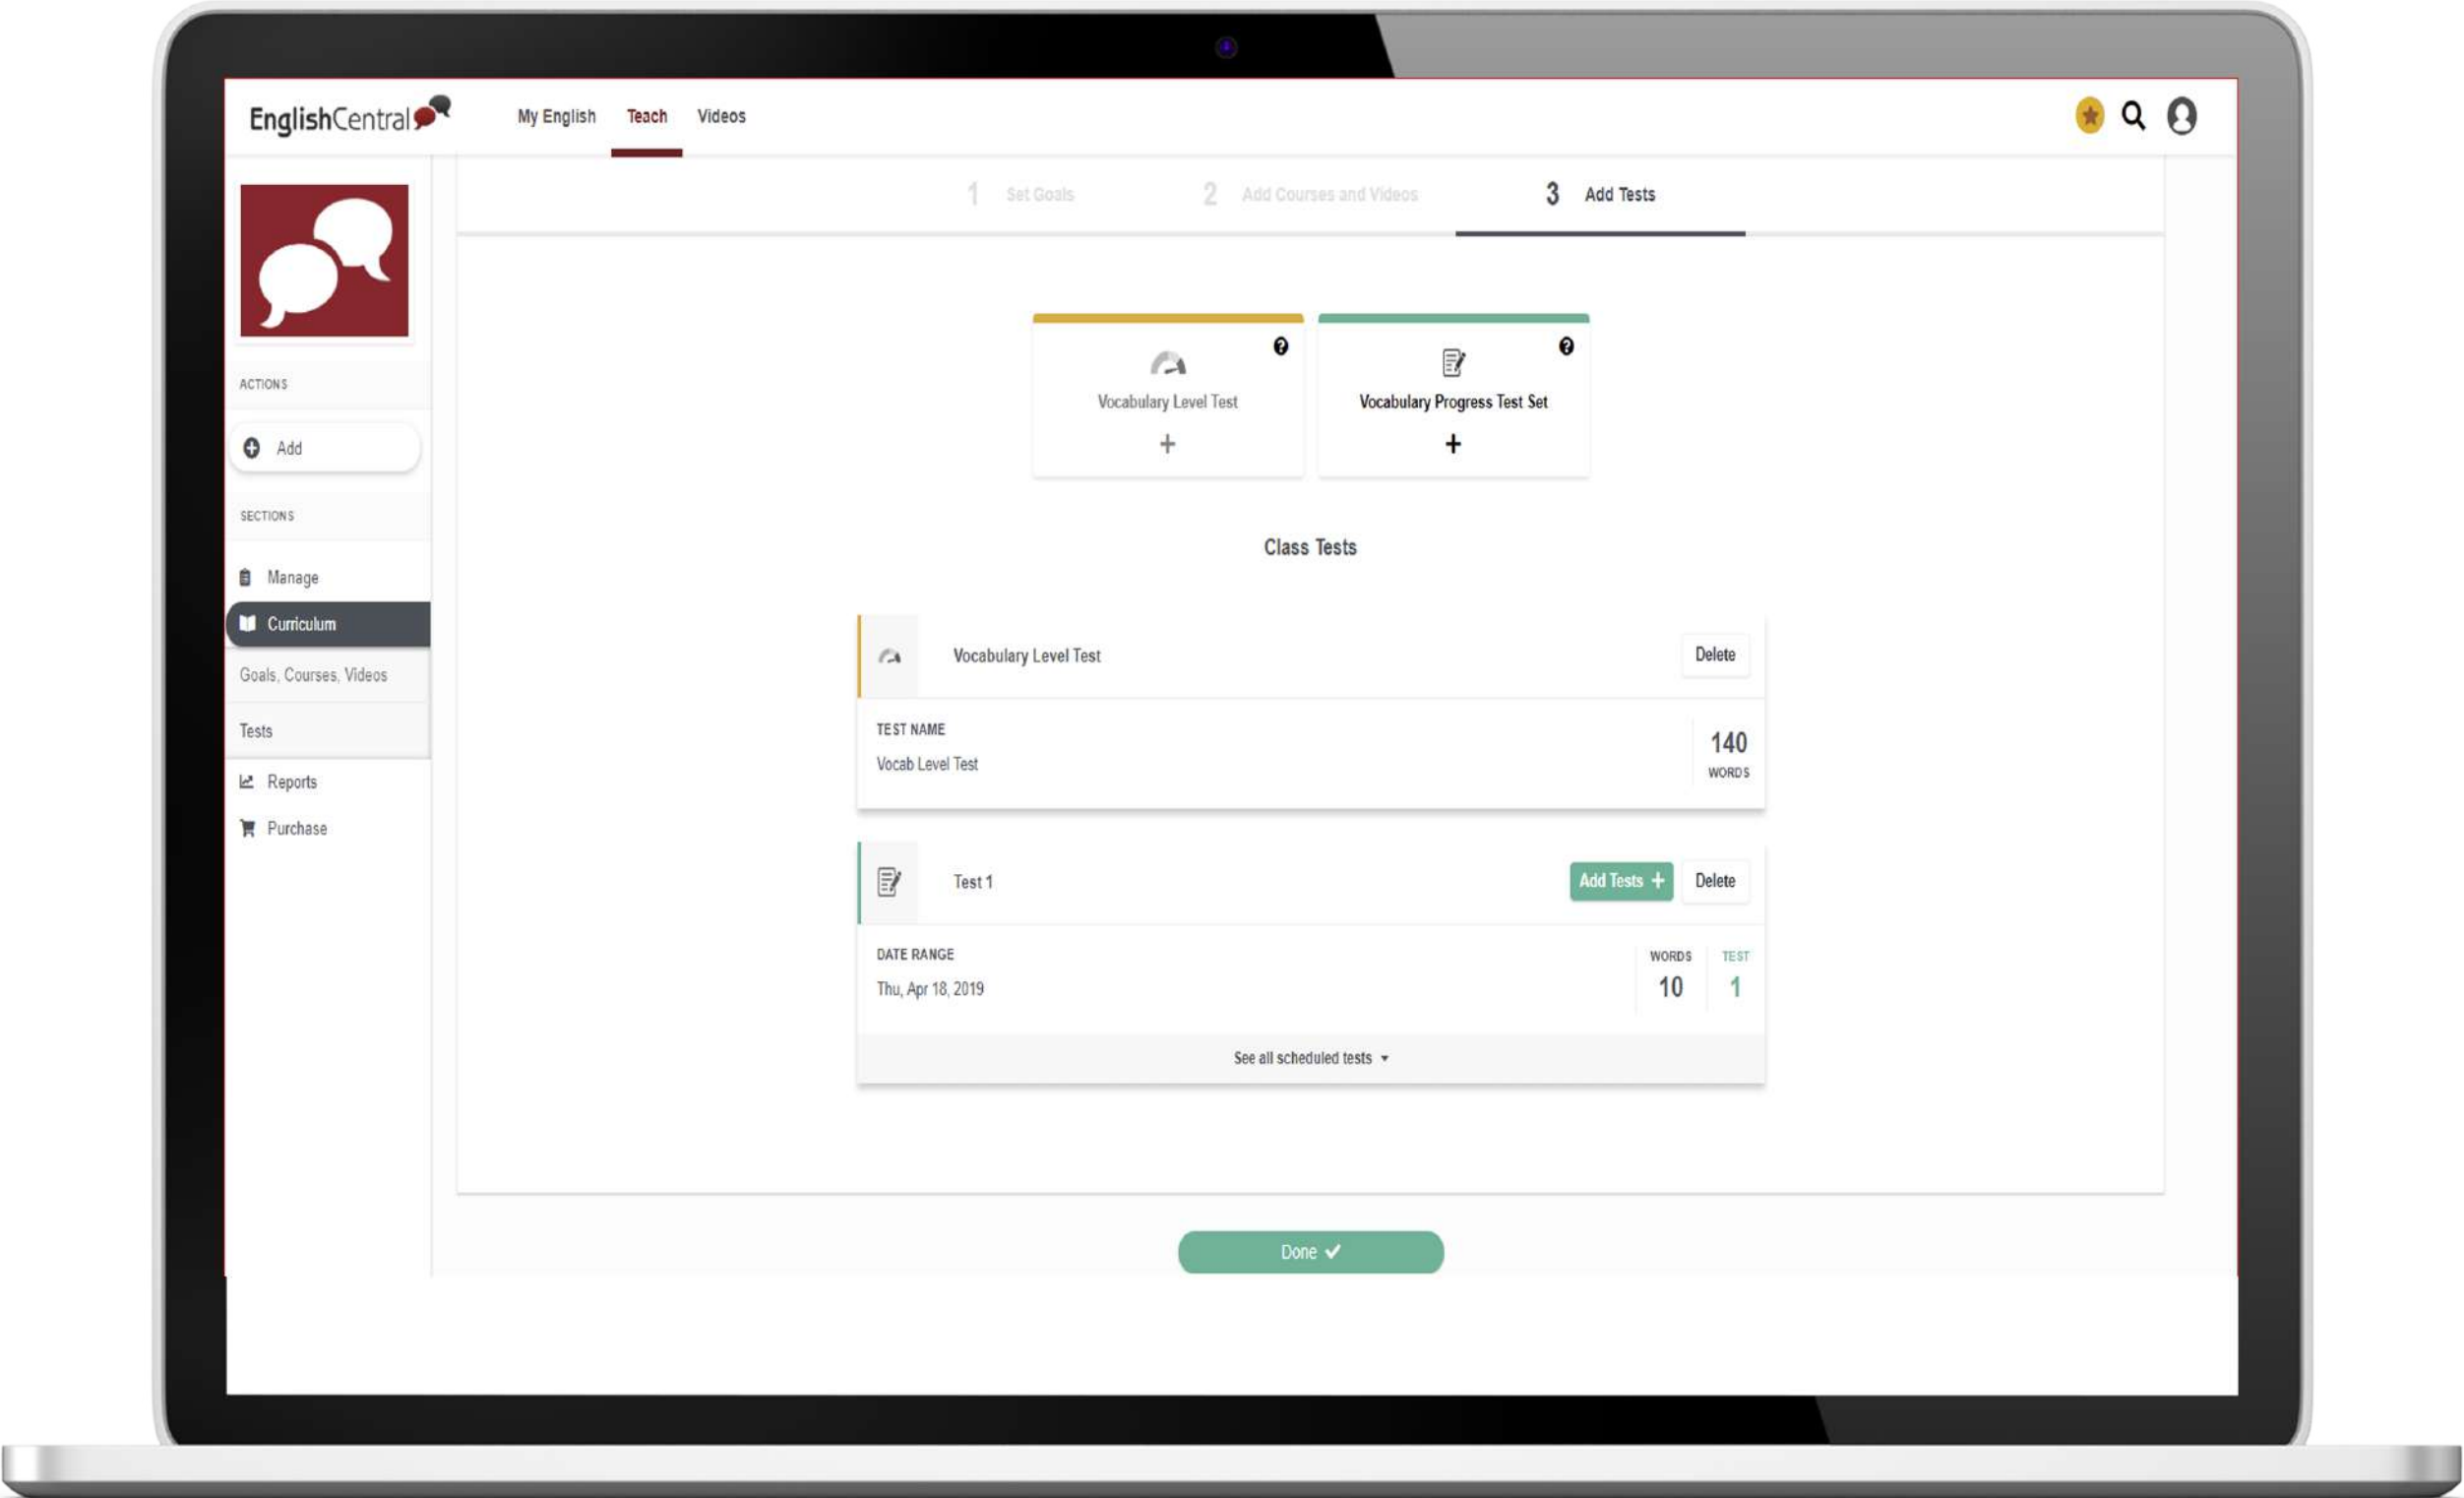 EnglishCentral My English Teach Videos
1 Set Goals 2 Add Courses and Videos 3 Add Tests
ACTIONS
Add
SECTIONS
Manage
Curriculum
Goals, Courses, Videos
Tests
Reports
Purchase
Vocabulary Level Test
+
Vocabulary Progress Test Set
+
Class Tests
Vocabulary Level Test Delete
TEST NAME
Vocab Level Test
140
WORDS
Test 1 Add Tests + Delete
DATE RANGE
Thu, Apr 18, 2019
WORDS TEST
10 1
See all scheduled tests
Done